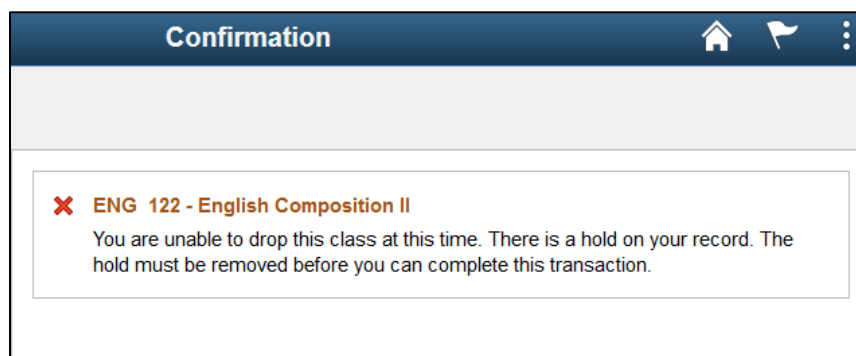 Confirmation
ENG 122 - English Composition II
You are unable to drop this class at this time. There is a hold on your record. The
hold must be removed before you can complete this transaction.